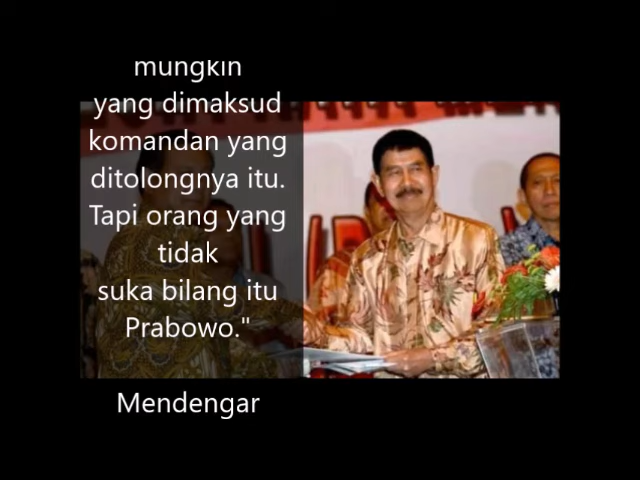 mungkin
yang dimaksud
komandan yang
ditolongnya itu.
Tapi orang yang
tidak
suka bilang itu
Prabowo."
Mendengar